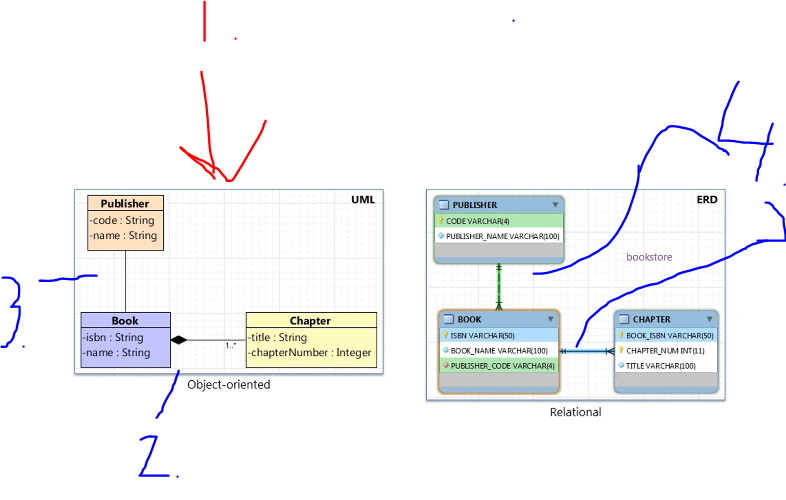 1.
4.
3.
2.
UML
Publisher
-code : String
-name : String
Book
-isbn : String
-name : String
1..*
Chapter
-title : String
-chapterNumber : Integer
Object-oriented
ERD
PUBLISHER
CODE VARCHAR(4)
PUBLISHER_NAME VARCHAR(100)
bookstore
BOOK
ISBN VARCHAR(50)
BOOK_NAME VARCHAR(100)
PUBLISHER_CODE VARCHAR(4)
CHAPTER
BOOK_ISBN VARCHAR(50)
CHAPTER_NUM INT(11)
TITLE VARCHAR(100)
Relational